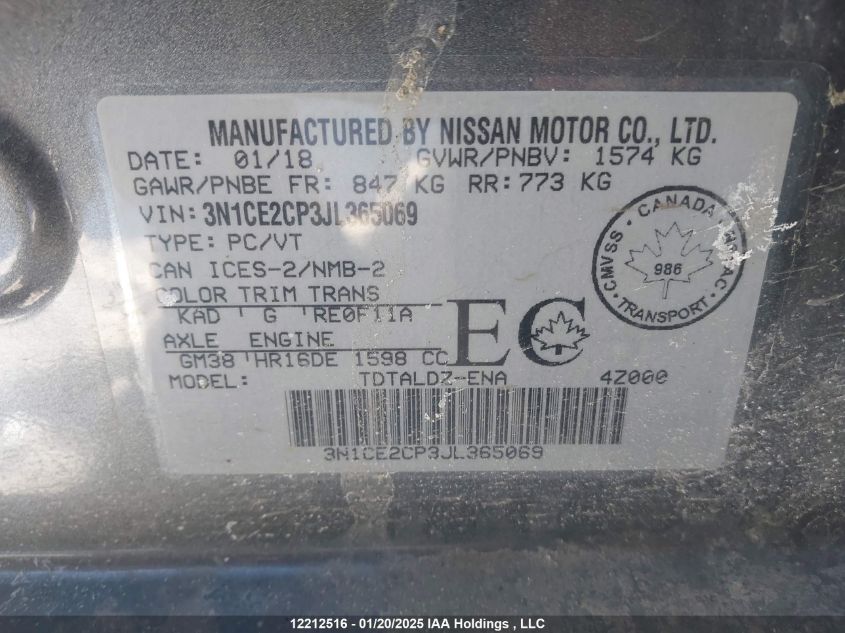 MANUFACTURED BY NISSAN MOTOR CO., LTD.
DATE: 01/18 GVWR/PNBV: 1574 KG
GAWR/PNBE FR: 847 KG RR: 773 KG
VIN: 3N1CE2CP3JL365069
TYPE: PC/VT
CAN ICES-2/NMB-2
COLOR TRIM TRANS
KAD G RE0F11A
AXLE ENGINE
GM38 HR16DE 1598 CC
EC
CANADA
CMVSS NSVAC
986
TRANSPORT
MODEL: TDTALDZ-ENA 4Z000
3N1CE2CP3JL365069
12212516 - 01/20/2025 IAA Holdings , LLC